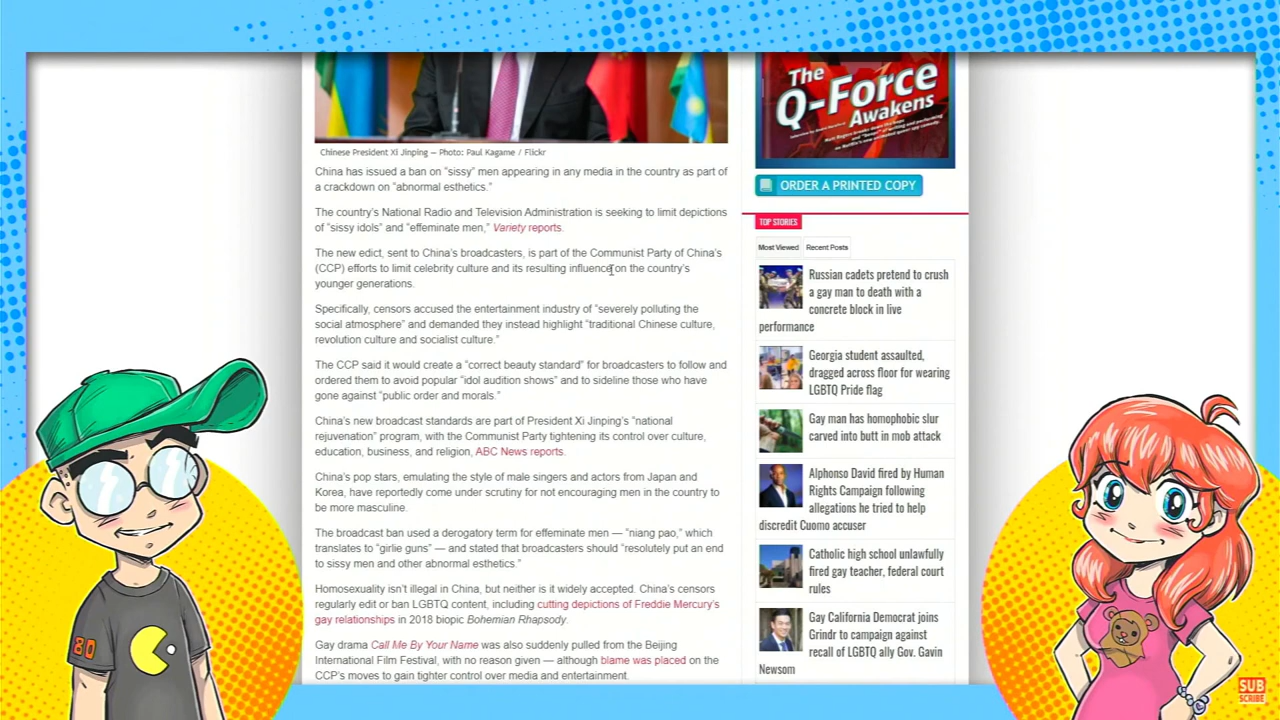 The
Q-Force
Awakens
Chinese President Xi Jinping — Photo: Paul Kagame / Flickr
China has issued a ban on "sissy" men appearing in any media in the country as part of
a crackdown on "abnormal esthetics."
The country's National Radio and Television Administration is seeking to limit depictions
of "sissy idols" and "effeminate men," Variety reports.
The new edict, sent to China's broadcasters, is part of the Communist Party of China's
(CCP) efforts to limit celebrity culture and its resulting influence on the country's
younger generations.
Specifically, censors accused the entertainment industry of "severely polluting the
social atmosphere" and demanded they instead highlight "traditional Chinese culture,
revolution culture and socialist culture."
The CCP said it would create a "correct beauty standard" for broadcasters to follow and
ordered them to avoid popular "idol audition shows" and to sideline those who have
gone against "public order and morals."
China's new broadcast standards are part of President Xi Jinping's "national
rejuvenation" program, with the Communist Party tightening its control over culture,
education, business, and religion, ABC News reports.
China's pop stars, emulating the style of male singers and actors from Japan and
Korea, have reportedly come under scrutiny for not encouraging men in the country to
be more masculine.
The broadcast ban used a derogatory term for effeminate men — "niang pao," which
translates to "girlie guns" — and stated that broadcasters should "resolutely put an end
to sissy men and other abnormal esthetics."
Homosexuality isn't illegal in China, but neither is it widely accepted. China's censors
regularly edit or ban LGBTQ content, including cutting depictions of Freddie Mercury's
gay relationships in 2018 biopic Bohemian Rhapsody.
Gay drama Call Me By Your Name was also suddenly pulled from the Beijing
International Film Festival, with no reason given — although blame was placed on the
CCP's moves to gain tighter control over media and entertainment.
ORDER A PRINTED COPY
TOP STORIES
Most Viewed
Recent Posts
Russian cadets pretend to crush
a gay man to death with a
concrete block in live
performance
Georgia student assaulted,
dragged across floor for wearing
LGBTQ Pride flag
Gay man has homophobic slur
carved into butt in mob attack
Alphonso David fired by Human
Rights Campaign following
allegations he tried to help
discredit Cuomo accuser
Catholic high school unlawfully
fired gay teacher, federal court
rules
Gay California Democrat joins
Grindr to campaign against
recall of LGBTQ ally Gov. Gavin
Newsom
80
SUB
SCRIBE